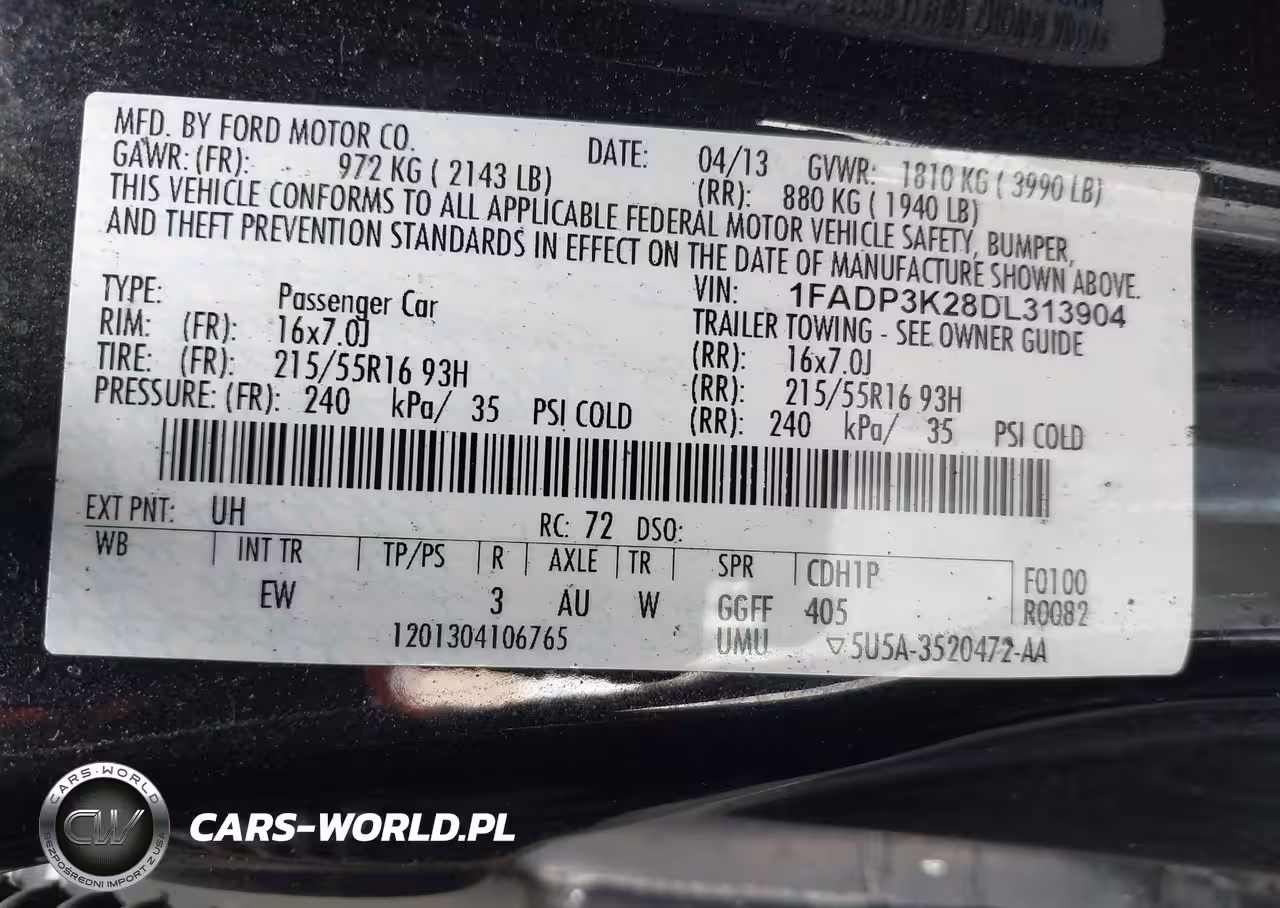 MFD. BY FORD MOTOR CO. DATE: 04/13 GVWR: 1810 KG ( 3990 LB)
GAWR: (FR): 972 KG ( 2143 LB) (RR): 880 KG ( 1940 LB)
THIS VEHICLE CONFORMS TO ALL APPLICABLE FEDERAL MOTOR VEHICLE SAFETY, BUMPER,
AND THEFT PREVENTION STANDARDS IN EFFECT ON THE DATE OF MANUFACTURE SHOWN ABOVE.
VIN: 1FADP3K28DL313904
TYPE: Passenger Car TRAILER TOWING - SEE OWNER GUIDE
RIM: (FR): 16x7.0J (RR): 16x7.0J
TIRE: (FR): 215/55R16 93H (RR): 215/55R16 93H
PRESSURE: (FR): 240 kPa/ 35 PSI COLD (RR): 240 kPa/ 35 PSI COLD
EXT PNT: UH RC: 72 DSO:
WB | INT TR | TP/PS | R | AXLE | TR | SPR | CDH1P | F0100
EW 3 AU W GGFF 405 R0082
1201304106765 UMU ▽5U5A-3520472-AA
CARS-WORLD
CW
BEZPOŚREDNI IMPORT Z USA
CARS-WORLD.PL